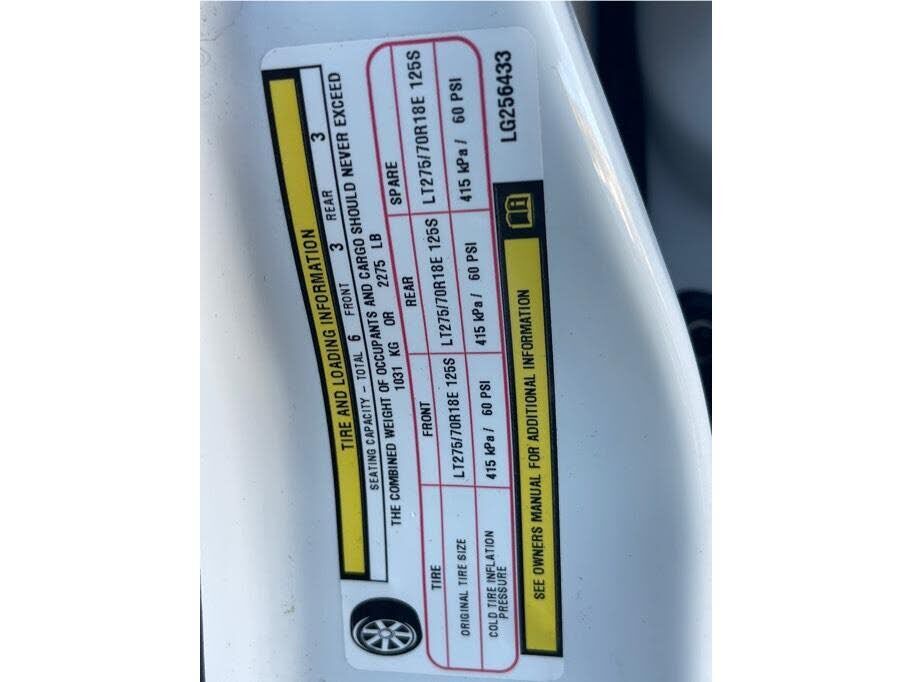 TIRE AND LOADING INFORMATION
SEATING CAPACITY - TOTAL 6 FRONT 3 REAR 3
THE COMBINED WEIGHT OF OCCUPANTS AND CARGO SHOULD NEVER EXCEED
1031 KG OR 2275 LB
TIRE FRONT REAR SPARE
ORIGINAL TIRE SIZE LT275/70R18E 125S LT275/70R18E 125S LT275/70R18E 125S
COLD TIRE INFLATION
PRESSURE 415 kPa / 60 PSI 415 kPa / 60 PSI 415 kPa / 60 PSI
SEE OWNERS MANUAL FOR ADDITIONAL INFORMATION
LG256433